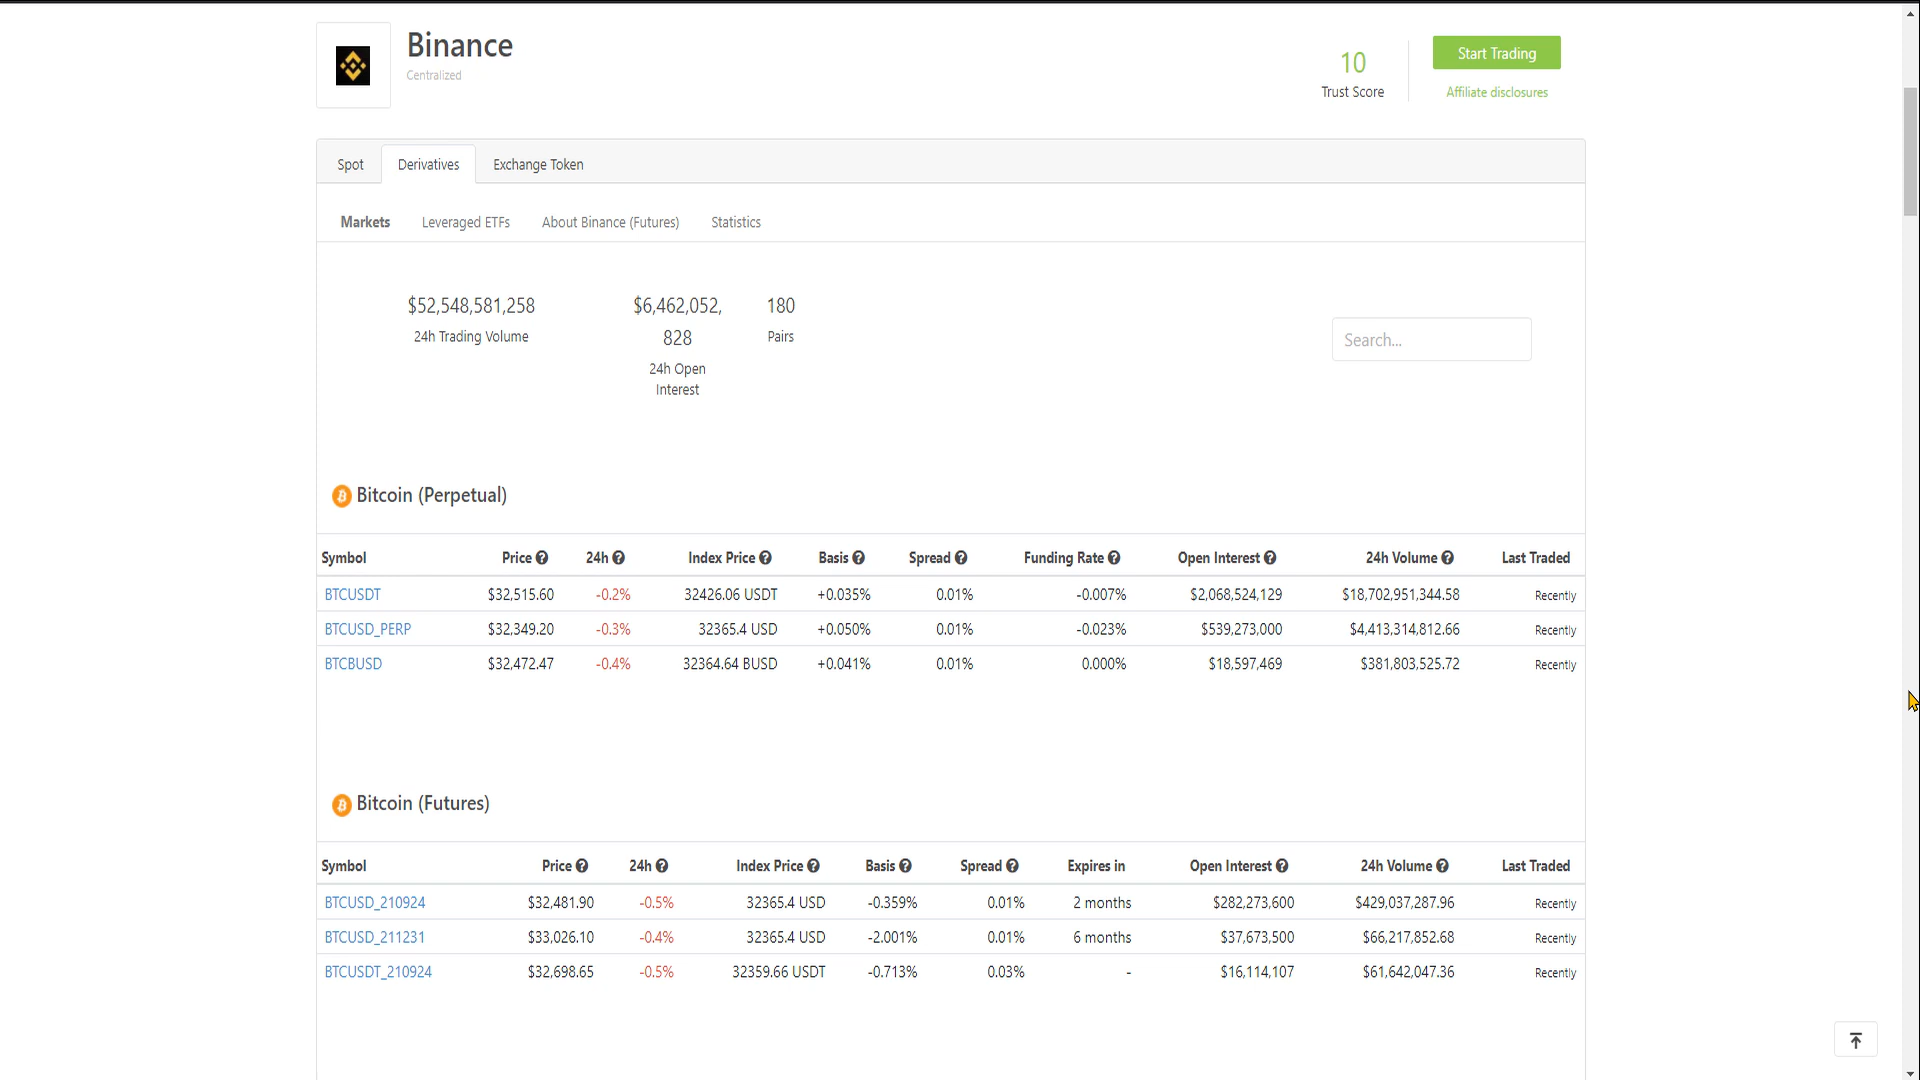 Binance
Centralized
10
Trust Score
Start Trading
Affiliate disclosures
Spot Derivatives Exchange Token
Markets Leveraged ETFs About Binance (Futures) Statistics
$52,548,581,258
24h Trading Volume
$6,462,052,
828
24h Open
Interest
180
Pairs
Search...
Bitcoin (Perpetual)
Symbol Price 24h Index Price Basis Spread Funding Rate Open Interest 24h Volume Last Traded
BTCUSDT $32,515.60 -0.2% 32426.06 USDT +0.035% 0.01% -0.007% $2,068,524,129 $18,702,951,344.58 Recently
BTCUSD_PERP $32,349.20 -0.3% 32365.4 USD +0.050% 0.01% -0.023% $539,273,000 $4,413,314,812.66 Recently
BTCBUSD $32,472.47 -0.4% 32364.64 BUSD +0.041% 0.01% 0.000% $18,597,469 $381,803,525.72 Recently
Bitcoin (Futures)
Symbol Price 24h Index Price Basis Spread Expires in Open Interest 24h Volume Last Traded
BTCUSD_210924 $32,481.90 -0.5% 32365.4 USD -0.359% 0.01% 2 months $282,273,600 $429,037,287.96 Recently
BTCUSD_211231 $33,026.10 -0.4% 32365.4 USD -2.001% 0.01% 6 months $37,673,500 $66,217,852.68 Recently
BTCUSDT_210924 $32,698.65 -0.5% 32359.66 USDT -0.713% 0.03% - $16,114,107 $61,642,047.36 Recently